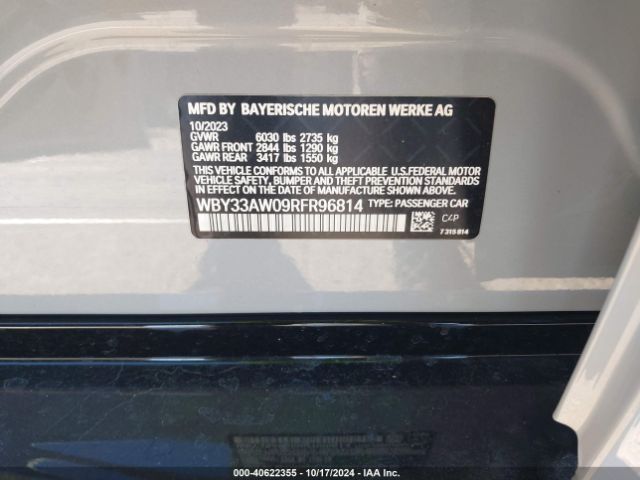 MFD BY BAYERISCHE MOTOREN WERKE AG
10/2023
GVWR 6030 lbs 2735 kg
GAWR FRONT 2844 lbs 1290 kg
GAWR REAR 3417 lbs 1550 kg
THIS VEHICLE CONFORMS TO ALL APPLICABLE U.S.FEDERAL MOTOR
VEHICLE SAFETY, BUMPER, AND THEFT PREVENTION STANDARDS
IN EFFECT ON THE DATE OF MANUFACTURE SHOWN ABOVE.
WBY33AW09RFR96814 TYPE: PASSENGER CAR
C4P
7315814
000-40622355 | 10/17/2024 | IAA Inc.